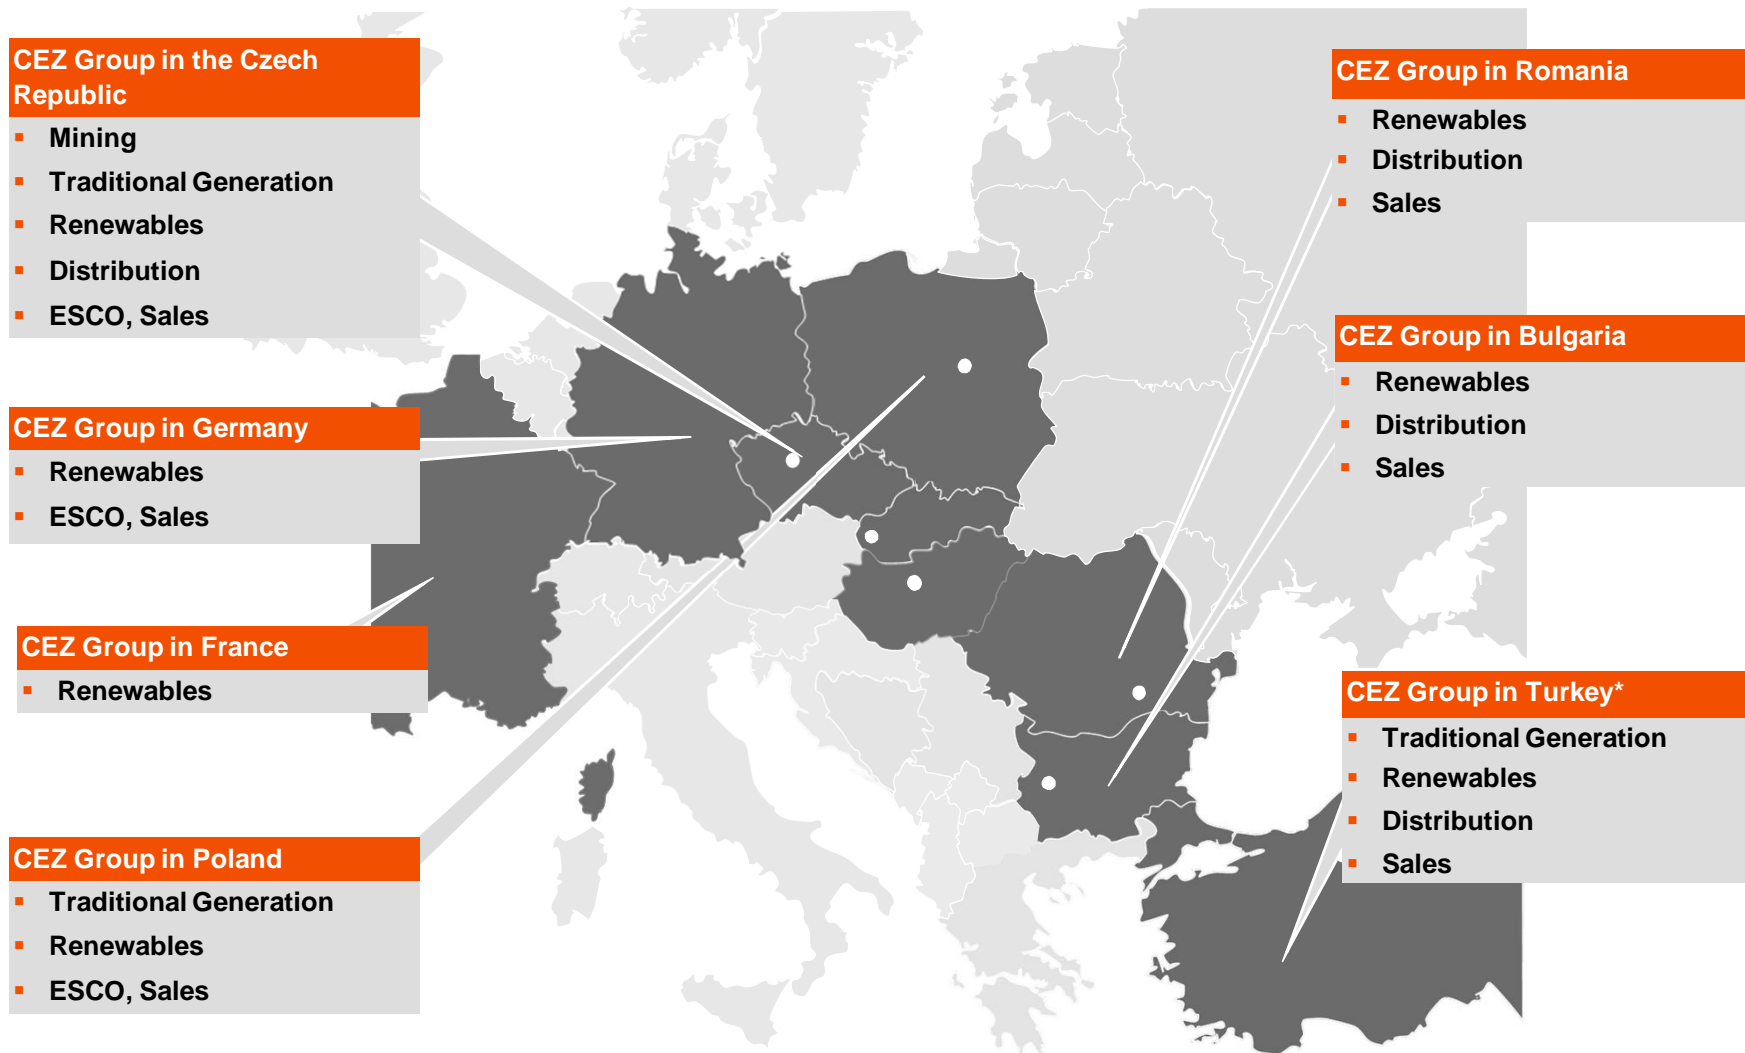 CEZ Group in the Czech
Republic
▪ Mining
▪ Traditional Generation
▪ Renewables
▪ Distribution
▪ ESCO, Sales
CEZ Group in Germany
▪ Renewables
▪ ESCO, Sales
CEZ Group in France
▪ Renewables
CEZ Group in Poland
▪ Traditional Generation
▪ Renewables
▪ ESCO, Sales
CEZ Group in Romania
▪ Renewables
▪ Distribution
▪ Sales
CEZ Group in Bulgaria
▪ Renewables
▪ Distribution
▪ Sales
CEZ Group in Turkey*
▪ Traditional Generation
▪ Renewables
▪ Distribution
▪ Sales